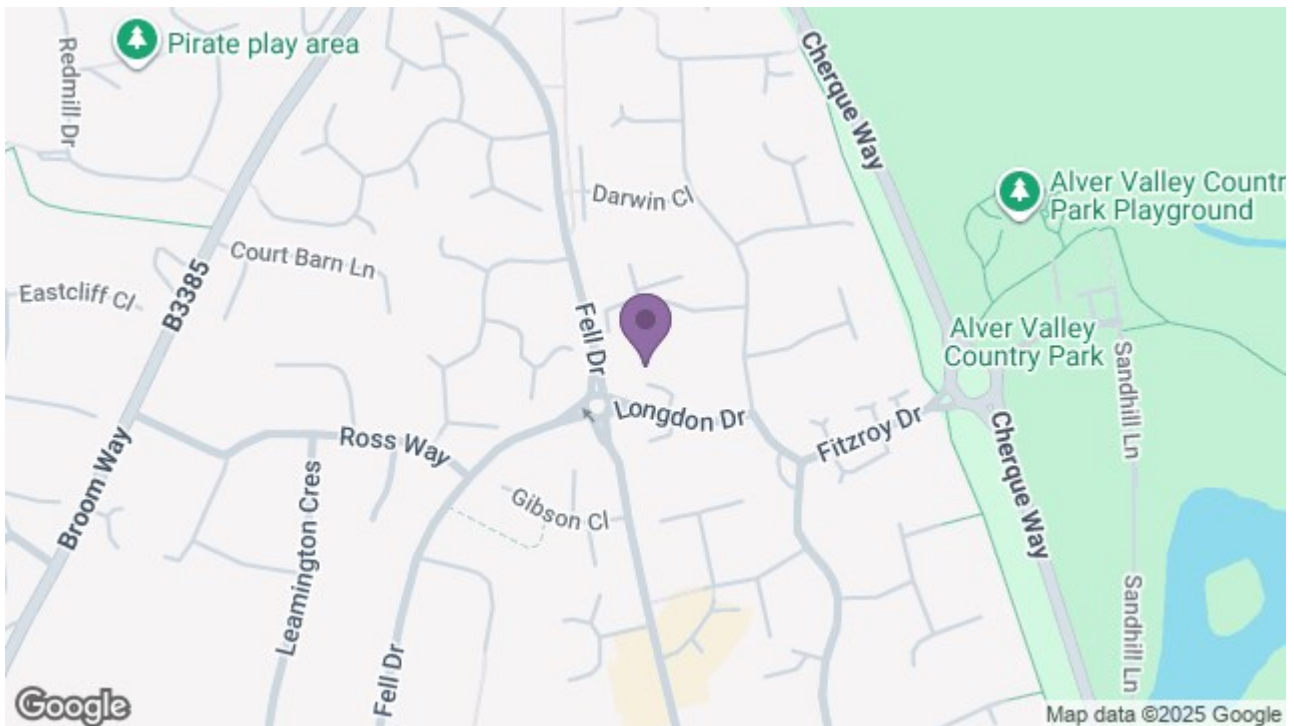 Pirate play area
Redmill Dr
Cherque Way
Alver Valley Countr
Park Playground
Darwin Cl
Court Barn Ln
Eastcliff Cl
B3385
Fell Dr
Alver Valley
Country Park
Sandhill Ln
Longdon Dr
Fitzroy Dr
Ross Way
Cherque Way
Broom Way
Leamington Cres
Gibson Cl
Sandhill Ln
Fell Dr
Google
Map data ©2025 Google